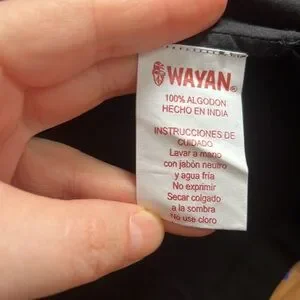 WAYAN®
100% ALGODON
HECHO EN INDIA
INSTRUCCIONES DE
CUIDADO
Lavar a mano
con jabón neutro
y agua fría
No exprimir
Secar colgado
a la sombra
No use cloro